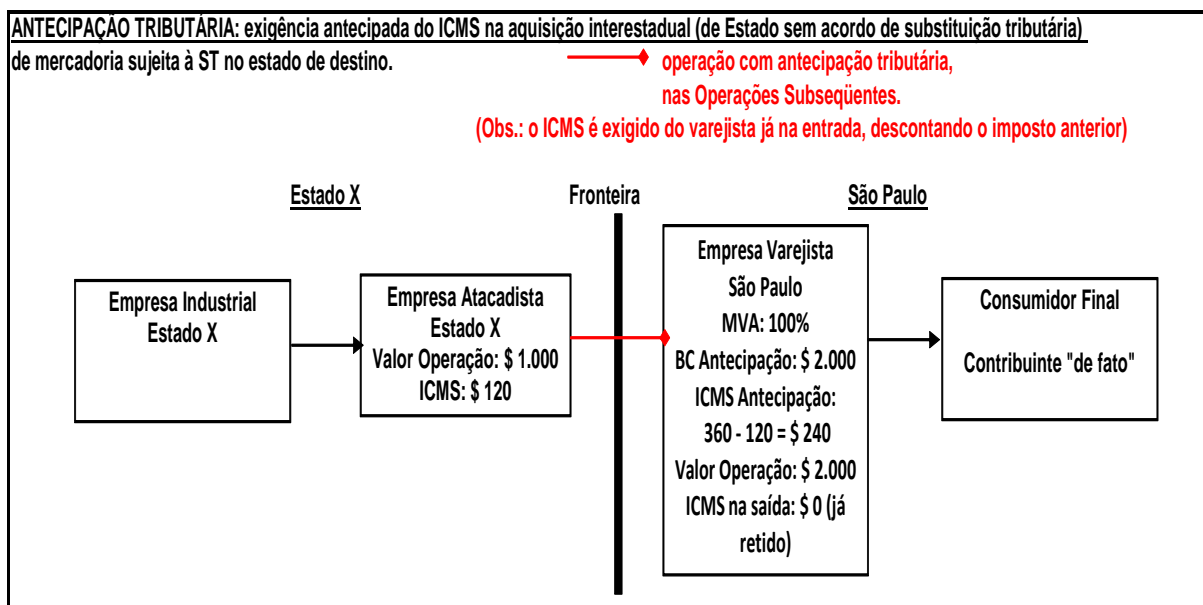 ANTECIPAÇÃO TRIBUTÁRIA: exigência antecipada do ICMS na aquisição interestadual (de Estado sem acordo de substituição tributária)
de mercadoria sujeita à ST no estado de destino.
operação com antecipação tributária,
nas Operações Subseqüentes.
(Obs.: o ICMS é exigido do varejista já na entrada, descontando o imposto anterior)
Estado X
Fronteira
São Paulo
Empresa Industrial
Estado X
Empresa Atacadista
Estado X
Valor Operação: $ 1.000
ICMS: $ 120
Empresa Varejista
São Paulo
MVA: 100%
BC Antecipação: $ 2.000
ICMS Antecipação:
360 - 120 = $ 240
Valor Operação: $ 2.000
ICMS na saída: $ 0 (já
retido)
Consumidor Final
Contribuinte "de fato"